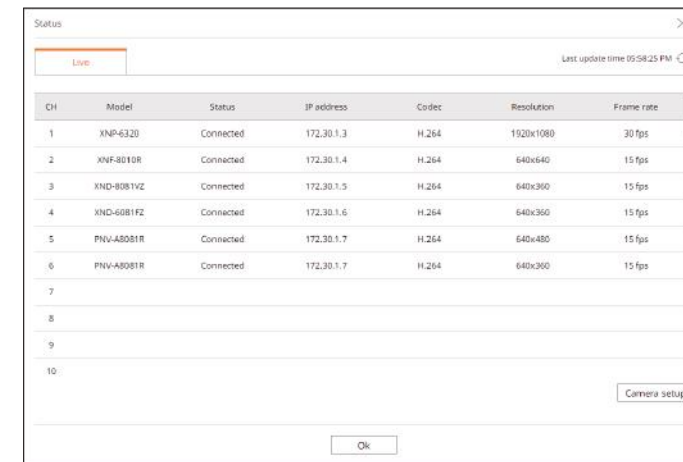 Status
Live
Last update time 05:58:25 PM
CH Model Status IP address Codec Resolution Frame rate
1 XNP-6320 Connected 172.30.1.3 H.264 1920x1080 30 fps
2 XNF-8010R Connected 172.30.1.4 H.264 640x640 15 fps
3 XND-8081VZ Connected 172.30.1.5 H.264 640x360 15 fps
4 XND-6081FZ Connected 172.30.1.6 H.264 640x360 15 fps
5 PNV-A8081R Connected 172.30.1.7 H.264 640x480 15 fps
6 PNV-A8081R Connected 172.30.1.7 H.264 640x360 15 fps
7
8
9
10
Camera setup
Ok